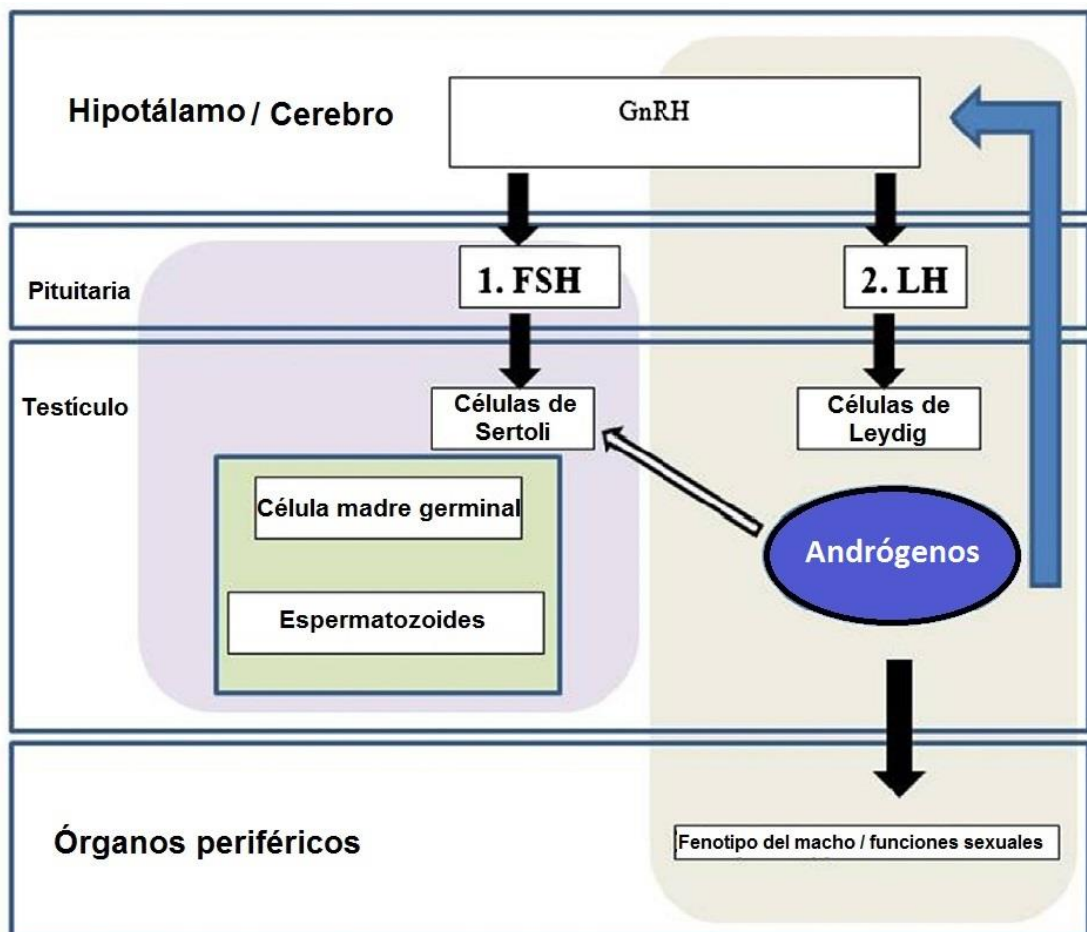 Hipotálamo / Cerebro
GnRH
Pituitaria
1. FSH
2. LH
Testículo
Células de
Sertoli
Células de
Leydig
Célula madre germinal
Espermatozoides
Andrógenos
Órganos periféricos
Fenotipo del macho / funciones sexuales